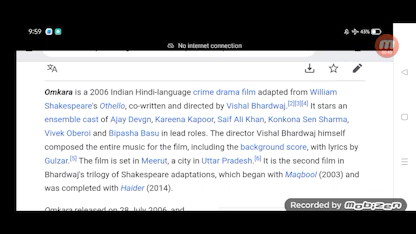 9:59
48%
No internet connection
Omkara is a 2006 Indian Hindi-language crime drama film adapted from William
Shakespeare's Othello, co-written and directed by Vishal Bhardwaj.[2][3][4] It stars an
ensemble cast of Ajay Devgn, Kareena Kapoor, Saif Ali Khan, Konkona Sen Sharma,
Vivek Oberoi and Bipasha Basu in lead roles. The director Vishal Bhardwaj himself
composed the entire music for the film, including the background score, with lyrics by
Gulzar.[5] The film is set in Meerut, a city in Uttar Pradesh.[6] It is the second film in
Bhardwaj's trilogy of Shakespeare adaptations, which began with Maqbool (2003) and
was completed with Haider (2014).
Omkara released on 28 July 2006, and
Recorded by mobizen